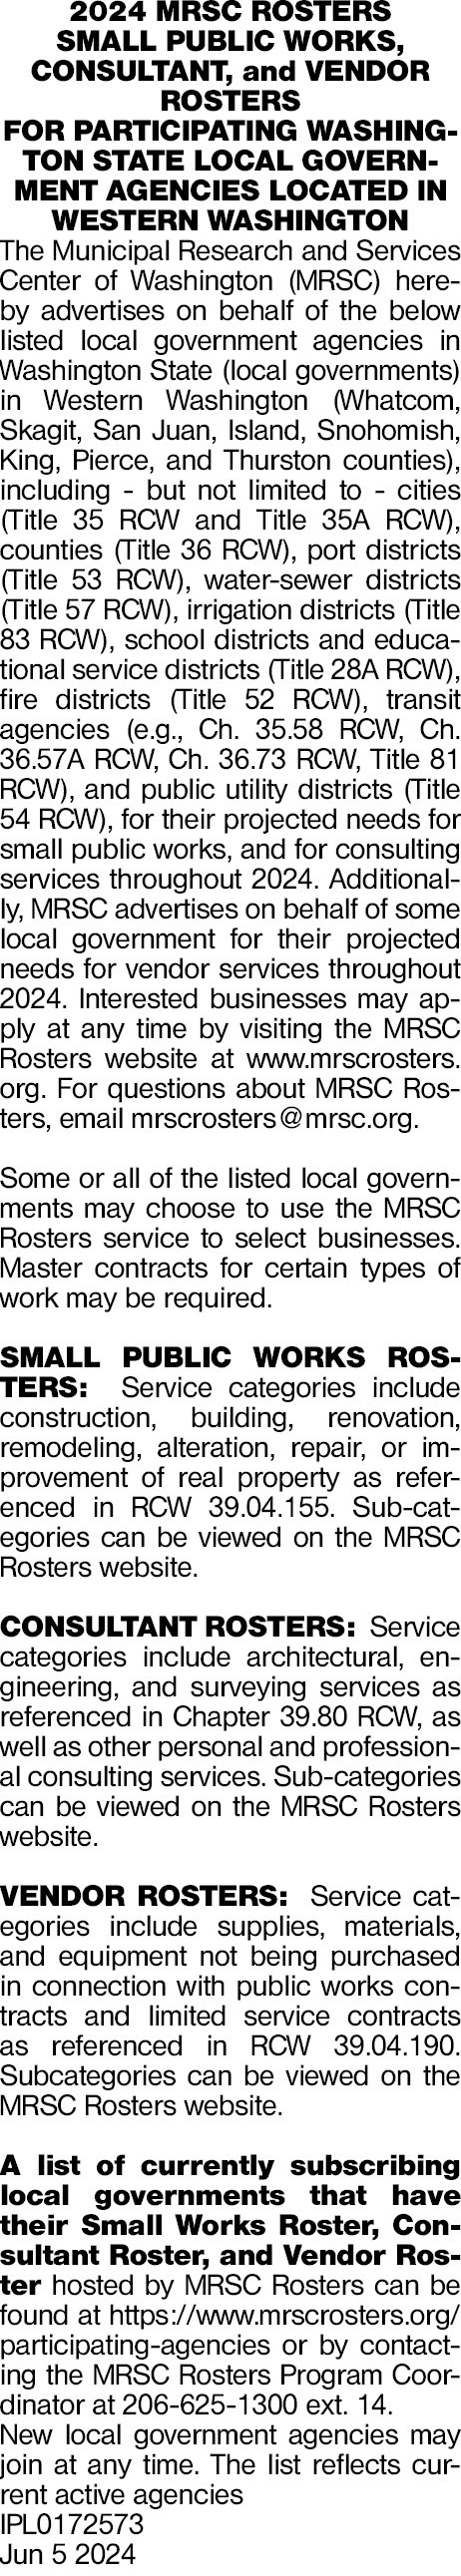 2024 MRSC ROSTERS
SMALL PUBLIC WORKS,
CONSULTANT, and VENDOR
ROSTERS
FOR PARTICIPATING WASHING-
TON STATE LOCAL GOVERN-
MENT AGENCIES LOCATED IN
WESTERN WASHINGTON
The Municipal Research and Services
Center of Washington (MRSC) here-
by advertises on behalf of the below
listed local government agencies in
Washington State (local governments)
in Western Washington (Whatcom,
Skagit, San Juan, Island, Snohomish,
King, Pierce, and Thurston counties),
including - but not limited to - cities
(Title 35 RCW and Title 35A RCW),
counties (Title 36 RCW), port districts
(Title 53 RCW), water-sewer districts
(Title 57 RCW), irrigation districts (Title
83 RCW), school districts and educa-
tional service districts (Title 28A RCW),
fire districts (Title 52 RCW), transit
agencies (e.g., Ch. 35.58 RCW, Ch.
36.57A RCW, Ch. 36.73 RCW, Title 81
RCW), and public utility districts (Title
54 RCW), for their projected needs for
small public works, and for consulting
services throughout 2024. Additional-
ly, MRSC advertises on behalf of some
local government for their projected
needs for vendor services throughout
2024. Interested businesses may ap-
ply at any time by visiting the MRSC
Rosters website at www.mrscrosters.
org. For questions about MRSC Ros-
ters, email mrscrosters@mrsc.org.
Some or all of the listed local govern-
ments may choose to use the MRSC
Rosters service to select businesses.
Master contracts for certain types of
work may be required.
SMALL PUBLIC WORKS ROS-
TERS: Service categories include
construction, building, renovation,
remodeling, alteration, repair, or im-
provement of real property as refer-
enced in RCW 39.04.155. Sub-cat-
egories can be viewed on the MRSC
Rosters website.
CONSULTANT ROSTERS: Service
categories include architectural, en-
gineering, and surveying services as
referenced in Chapter 39.80 RCW, as
well as other personal and profession-
al consulting services. Sub-categories
can be viewed on the MRSC Rosters
website.
VENDOR ROSTERS: Service cat-
egories include supplies, materials,
and equipment not being purchased
in connection with public works con-
tracts and limited service contracts
as referenced in RCW 39.04.190.
Subcategories can be viewed on the
MRSC Rosters website.
A list of currently subscribing
local governments that have
their Small Works Roster, Con-
sultant Roster, and Vendor Ros-
ter hosted by MRSC Rosters can be
found at https://www.mrscrosters.org/
participating-agencies or by contact-
ing the MRSC Rosters Program Coor-
dinator at 206-625-1300 ext. 14.
New local government agencies may
join at any time. The list reflects cur-
rent active agencies
IPL0172573
Jun 5 2024